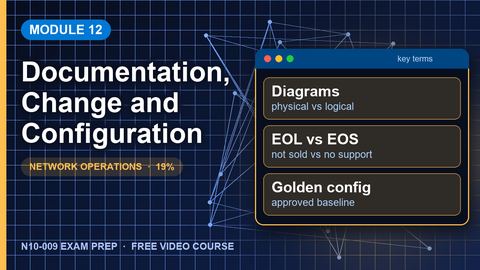 MODULE 12
Documentation,
Change and
Configuration
NETWORK OPERATIONS · 19%
N10-009 EXAM PREP · FREE VIDEO COURSE
key terms
Diagrams
physical vs logical
EOL vs EOS
not sold vs no support
Golden config
approved baseline